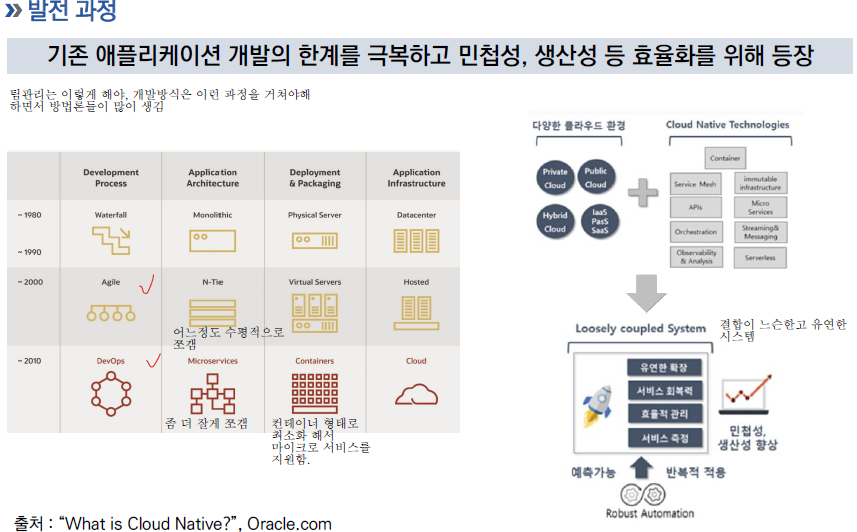 » 발전 과정
기존 애플리케이션 개발의 한계를 극복하고 민첩성, 생산성 등 효율화를 위해 등장
팀관리는 이렇게 해야, 개발방식은 이런 과정을 거쳐야해
하면서 방법론들이 많이 생김
Development Process
Application Architecture
Deployment & Packaging
Application Infrastructure
~ 1980
Waterfall
Monolithic
Physical Server
Datacenter
~ 1990
~ 2000
Agile
N-Tie
Virtual Servers
Hosted
어느정도 수평적으로
쪼갬
~ 2010
DevOps
Microservices
Containers
Cloud
좀 더 잘게 쪼갬
컨테이너 형태로
최소화 해서
마이크로 서비스를
지원함.
출처 : “What is Cloud Native?”, Oracle.com
다양한 클라우드 환경
Private Cloud
Public Cloud
Hybrid Cloud
IaaS
PasS
SaaS
Cloud Native Technologies
Container
Service Mesh
immutable infrastructure
APIs
Micro Services
Orchestration
Streaming& Messaging
Observability & Analysis
Serverless
Loosely coupled System
결합이 느슨한고 유연한
시스템
유연한 확장
서비스 회복력
효율적 관리
서비스 측정
민첩성,
생산성 향상
예측가능
반복적 적용
Robust Automation